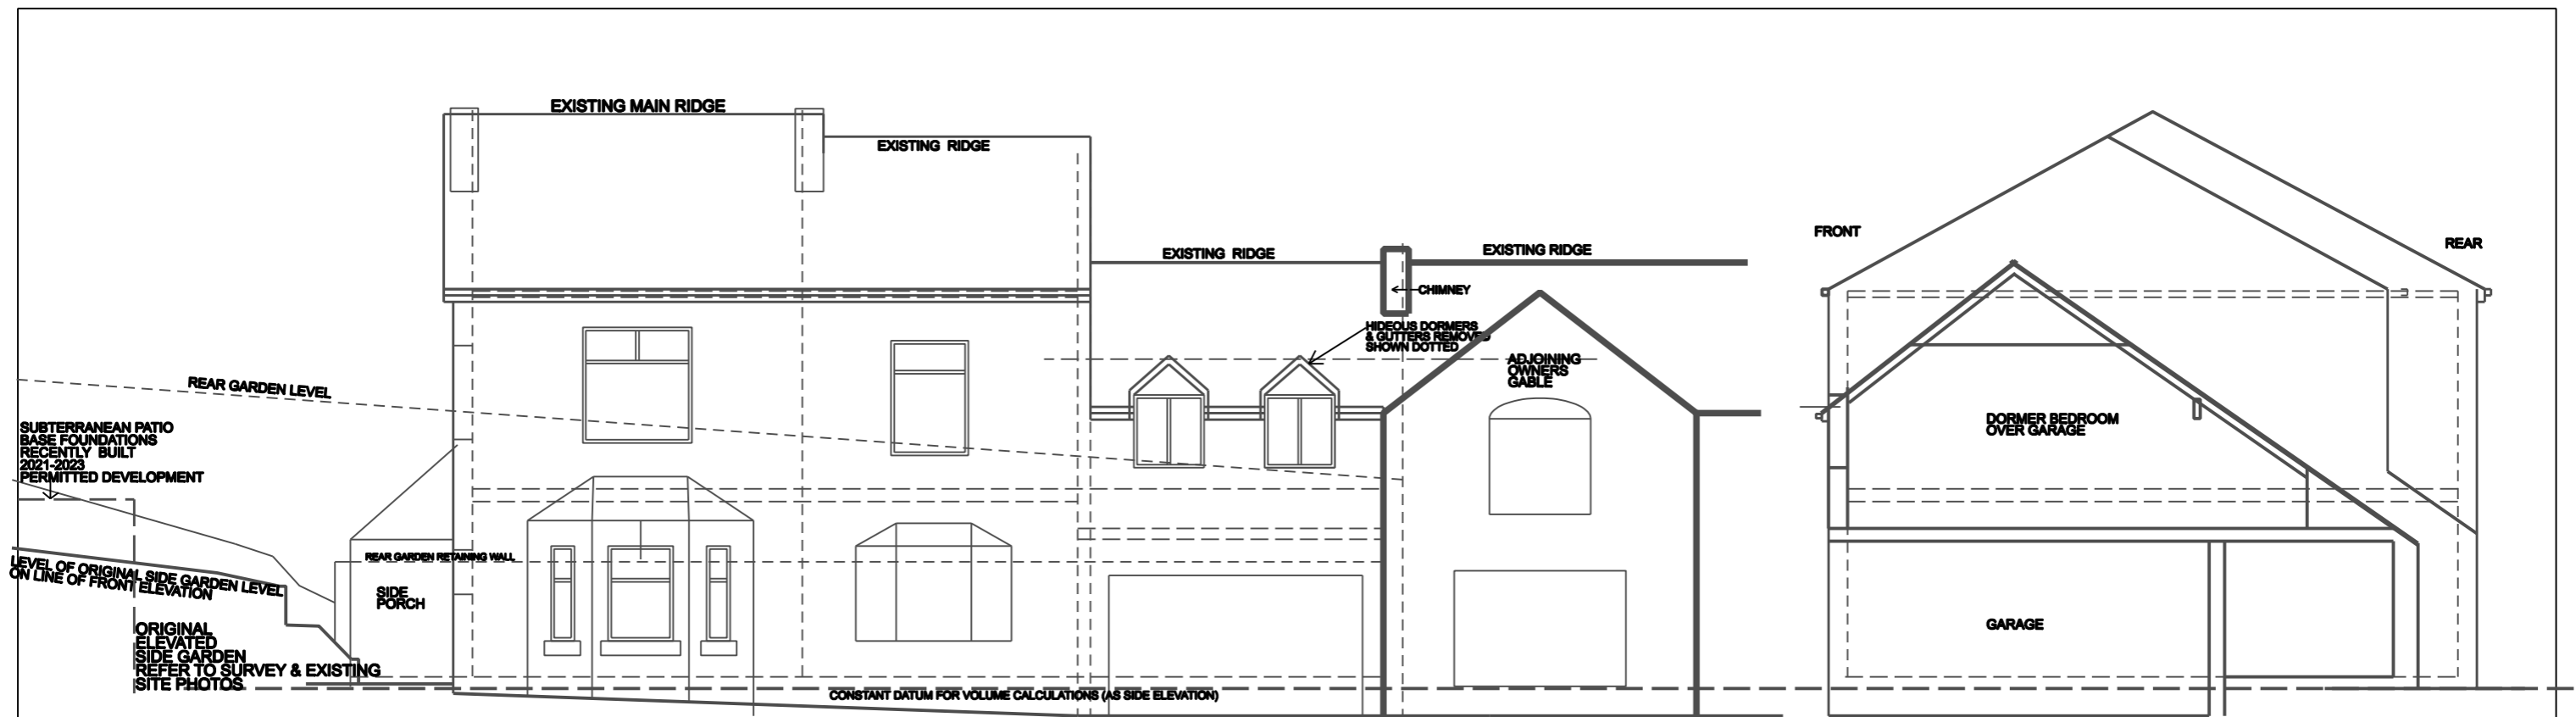 EXISTING MAIN RIDGE
EXISTING RIDGE
EXISTING RIDGE
EXISTING RIDGE
CHIMNEY
HIDEOUS DORMERS
& GUTTERS REMOVED
SHOWN DOTTED
ADJOINING
OWNERS
GABLE
FRONT
REAR
REAR GARDEN LEVEL
SUBTERRANEAN PATIO
BASE FOUNDATIONS
RECENTLY BUILT
2021-2023
PERMITTED DEVELOPMENT
DORMER BEDROOM
OVER GARAGE
REAR GARDEN RETAINING WALL
LEVEL OF ORIGINAL SIDE GARDEN LEVEL
ON LINE OF FRONT ELEVATION
SIDE
PORCH
ORIGINAL
ELEVATED
SIDE GARDEN
REFER TO SURVEY & EXISTING
SITE PHOTOS
GARAGE
CONSTANT DATUM FOR VOLUME CALCULATIONS (AS SIDE ELEVATION)